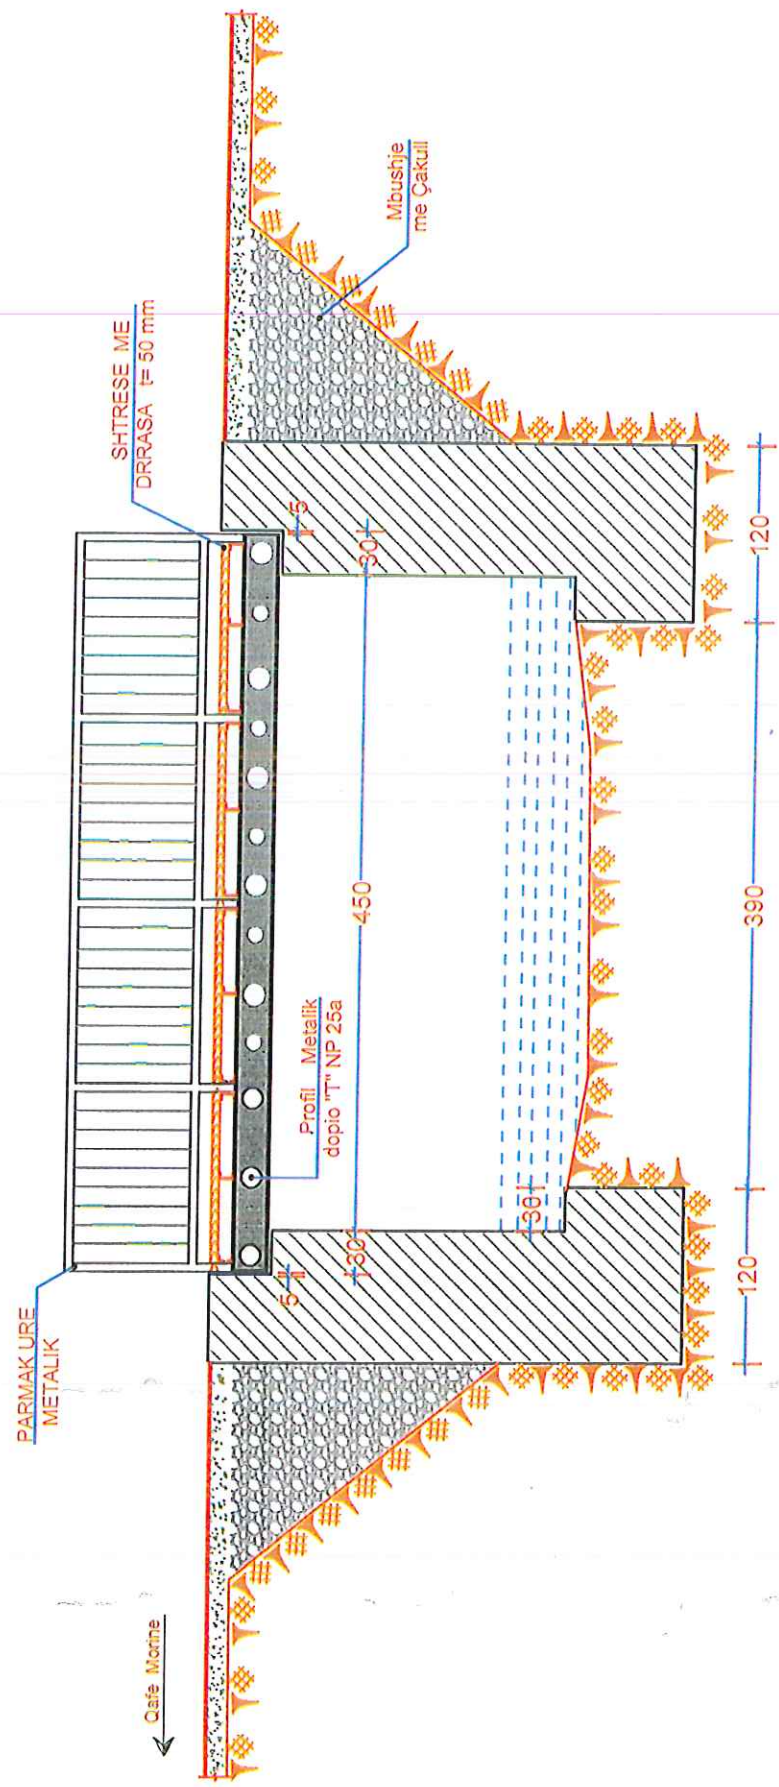 PARMAK URE
METALIK
SHTRESE ME
DRRASA t= 50 mm
Qafe Morine
Mbushje
me Çakull
Profil Metalik
dopio "T" NP 25a
5
30
450
30
5
30
120
390
120